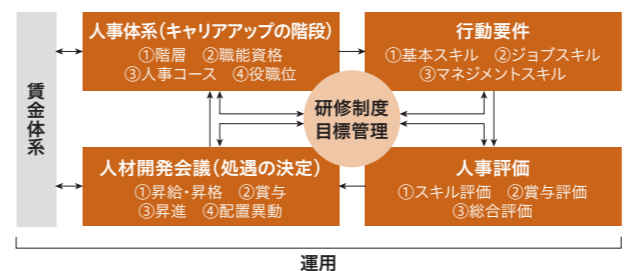 賃金体系
人事体系（キャリアアップの階段）
①階層　②職能資格
③人事コース　④役職位
行動要件
①基本スキル　②ジョブスキル
③マネジメントスキル
研修制度
目標管理
人材開発会議（処遇の決定）
①昇給・昇格　②賞与
③昇進　④配置異動
人事評価
①スキル評価　②賞与評価
③総合評価
運用